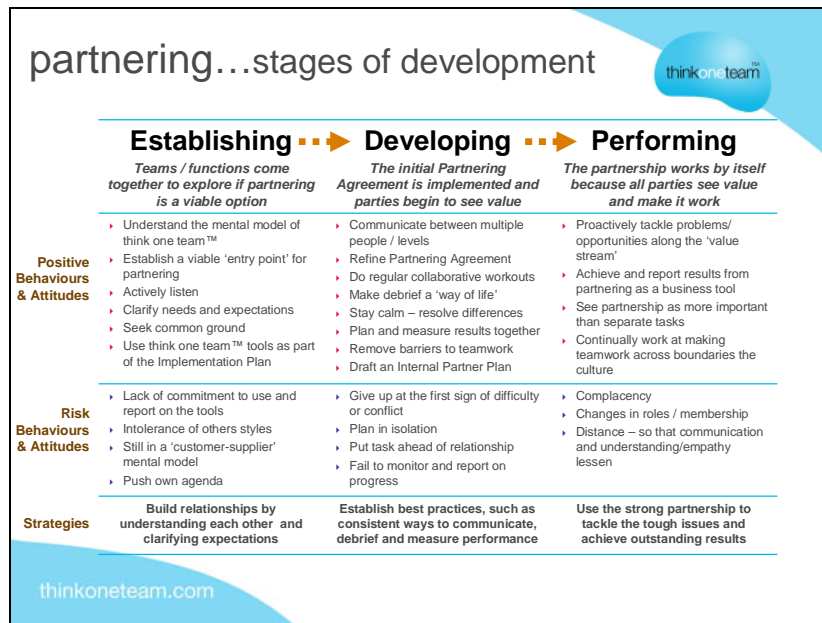 partnering...stages of development
thinkoneteam™
Establishing
Developing
Performing
Teams / functions come
together to explore if partnering
is a viable option
The initial Partnering
Agreement is implemented and
parties begin to see value
The partnership works by itself
because all parties see value
and make it work
Positive
Behaviours
& Attitudes
Understand the mental model of
think one team™
Establish a viable ‘entry point’ for
partnering
Actively listen
Clarify needs and expectations
Seek common ground
Use think one team™ tools as part
of the Implementation Plan
Communicate between multiple
people / levels
Refine Partnering Agreement
Do regular collaborative workouts
Make debrief a ‘way of life’
Stay calm – resolve differences
Plan and measure results together
Remove barriers to teamwork
Draft an Internal Partner Plan
Proactively tackle problems/
opportunities along the ‘value
stream’
Achieve and report results from
partnering as a business tool
See partnership as more important
than separate tasks
Continually work at making
teamwork across boundaries the
culture
Risk
Behaviours
& Attitudes
Lack of commitment to use and
report on the tools
Intolerance of others styles
Still in a ‘customer-supplier’
mental model
Push own agenda
Give up at the first sign of difficulty
or conflict
Plan in isolation
Put task ahead of relationship
Fail to monitor and report on
progress
Complacency
Changes in roles / membership
Distance – so that communication
and understanding/empathy
lessen
Strategies
Build relationships by
understanding each other and
clarifying expectations
Establish best practices, such as
consistent ways to communicate,
debrief and measure performance
Use the strong partnership to
tackle the tough issues and
achieve outstanding results
thinkoneteam.com